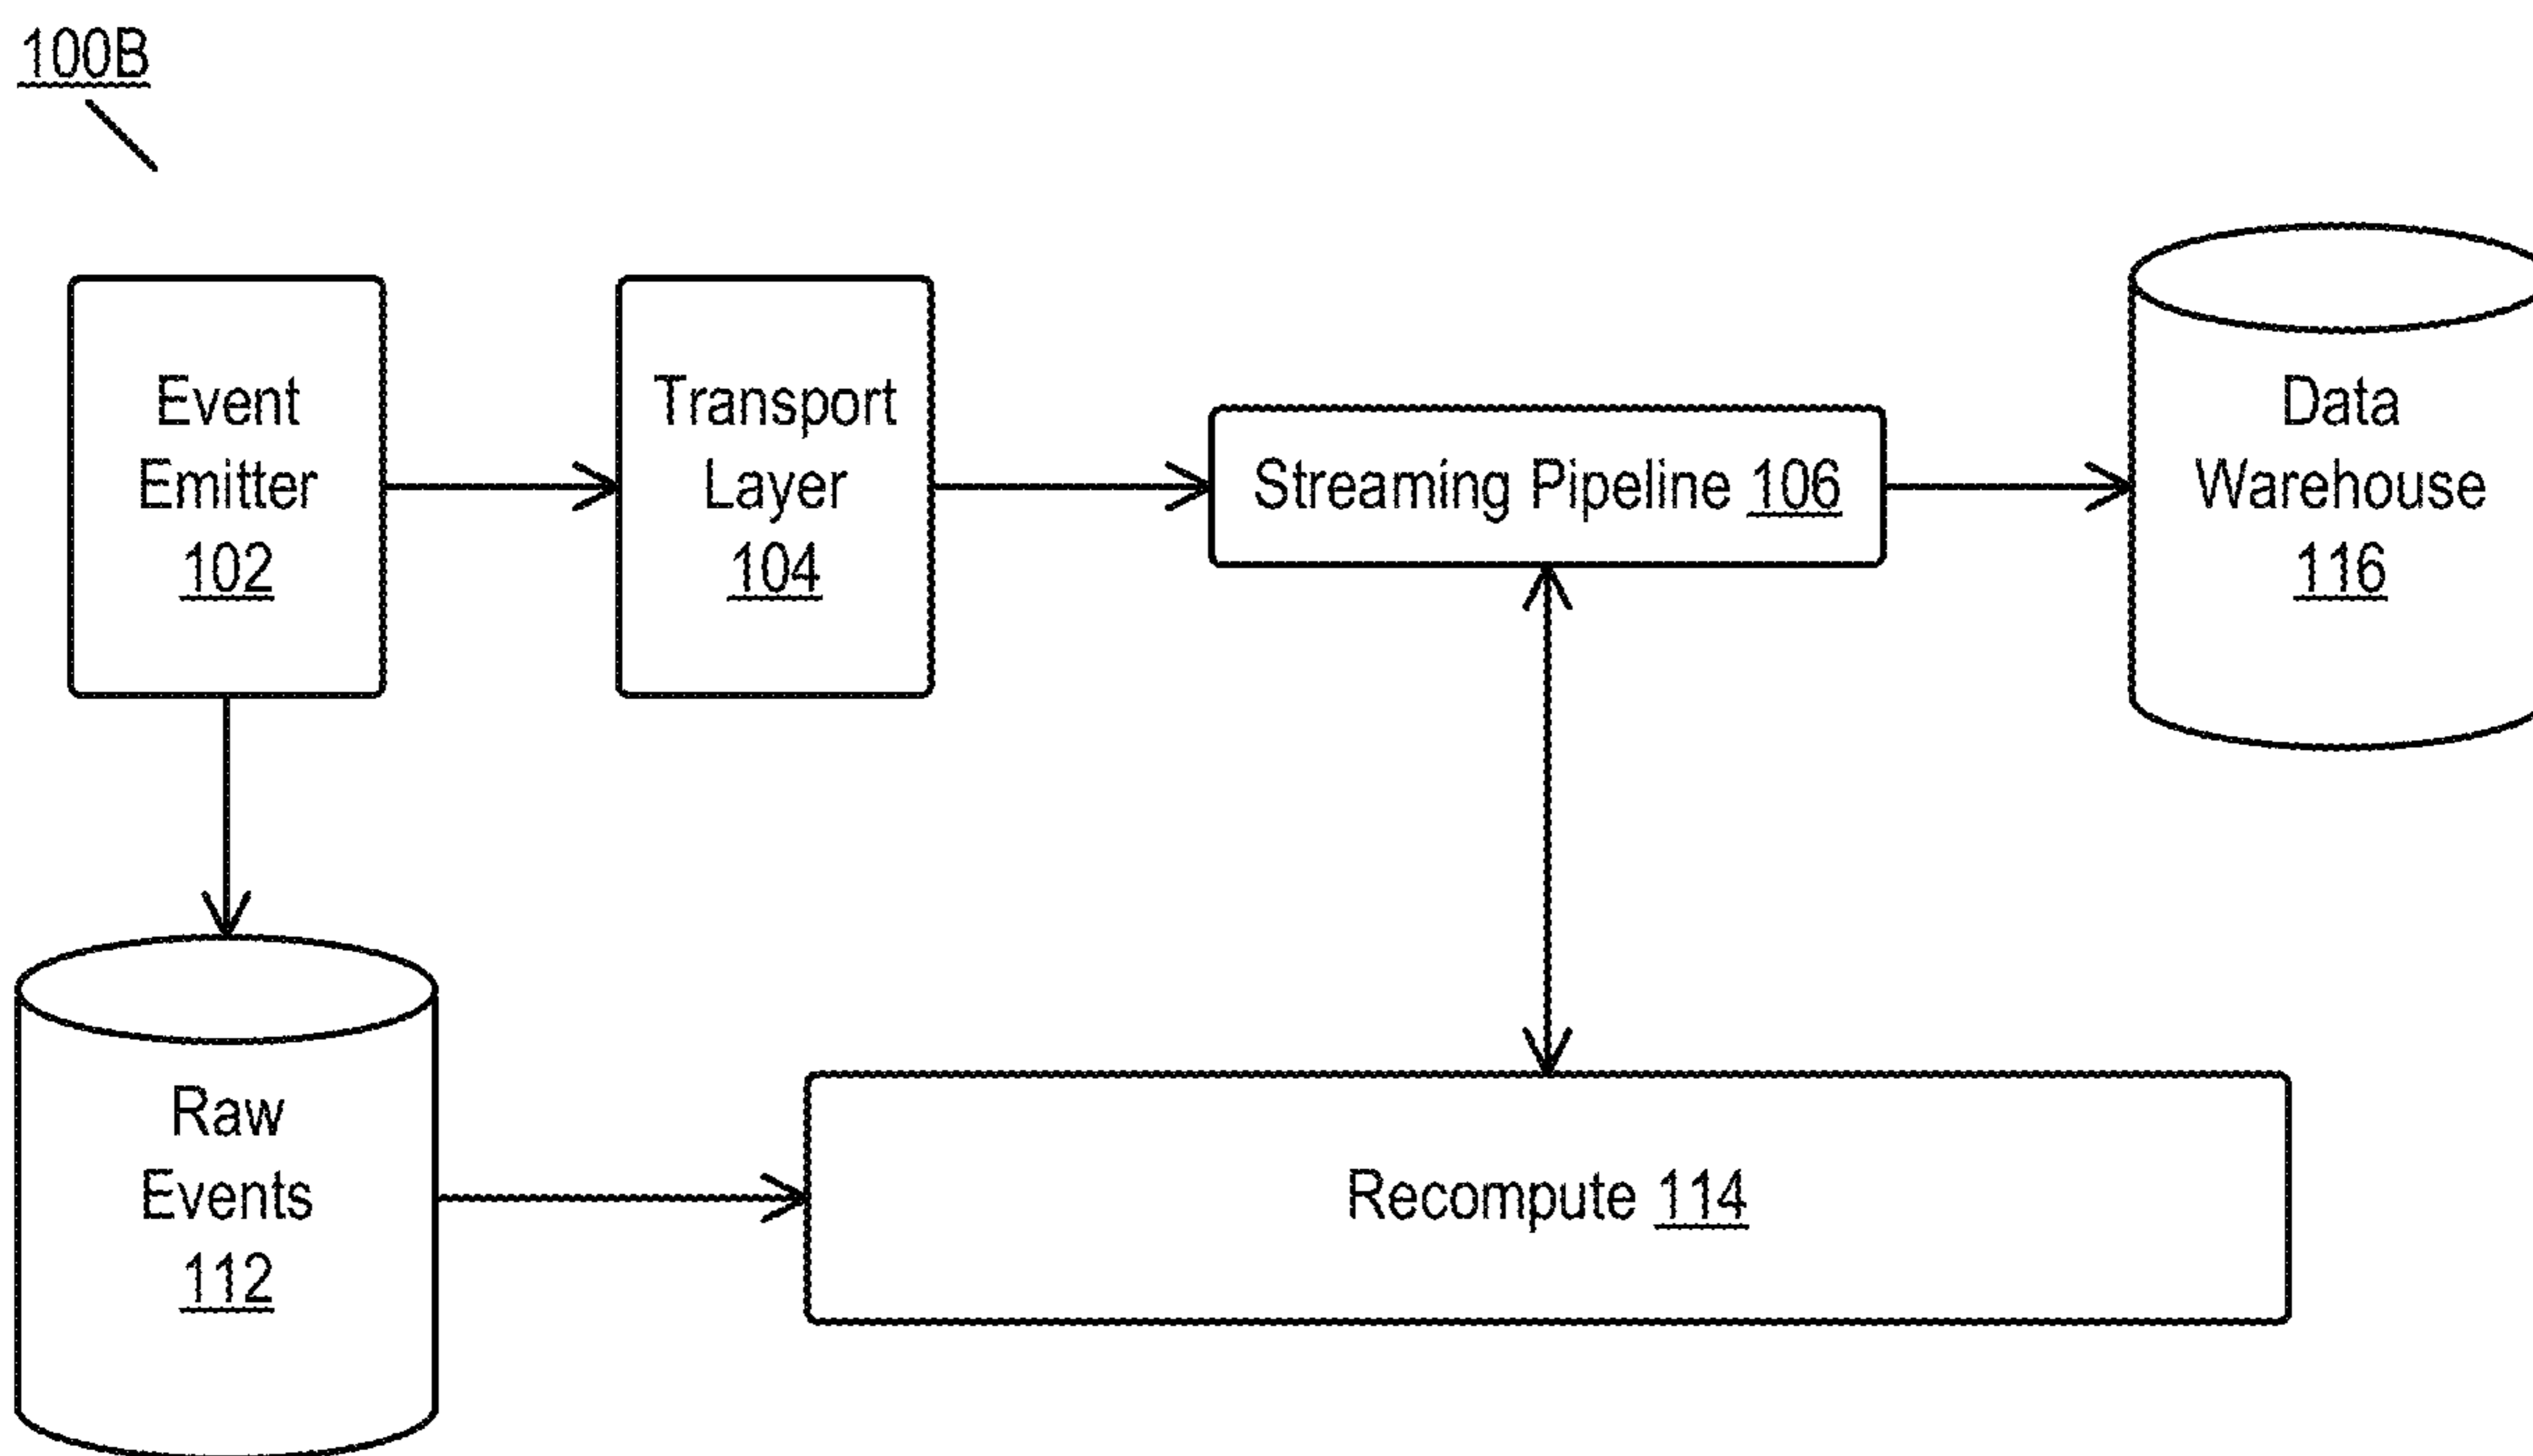 100B
Event
Emitter
102
Transport
Layer
104
Streaming Pipeline 106
Data
Warehouse
116
Raw
Events
112
Recompute 114